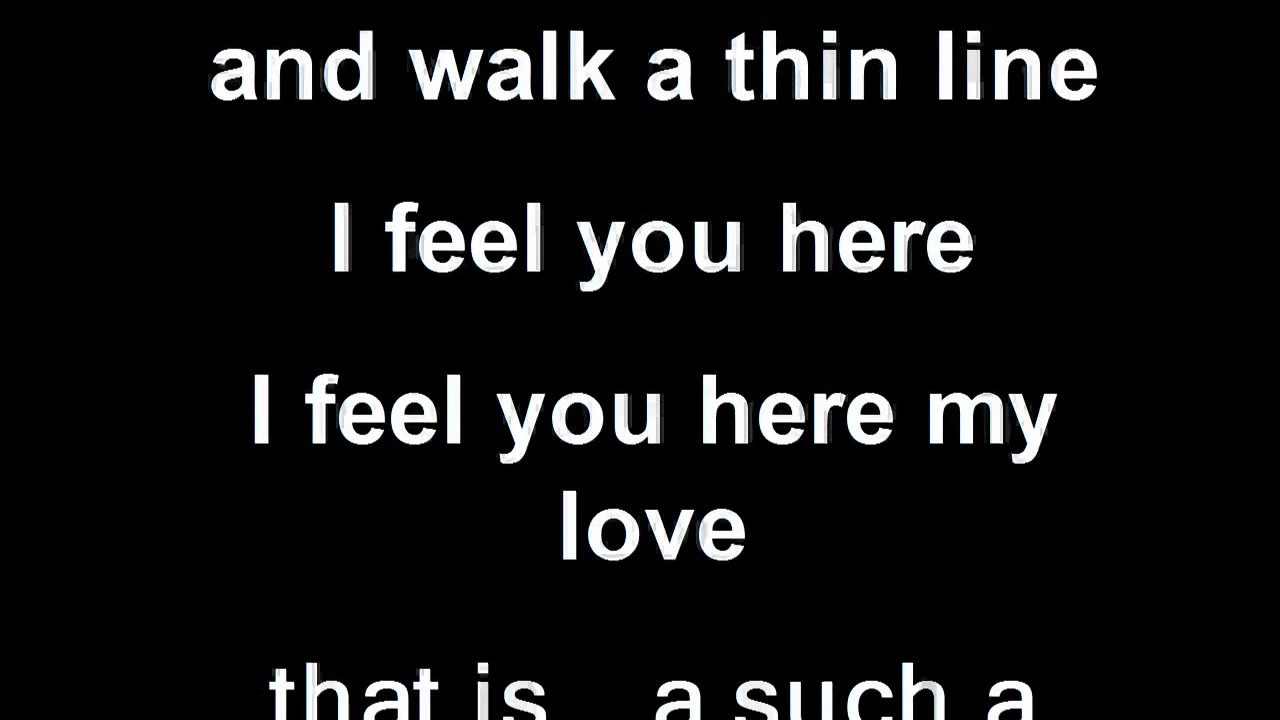 and walk a thin line
I feel you here
I feel you here my
love
that is a such a